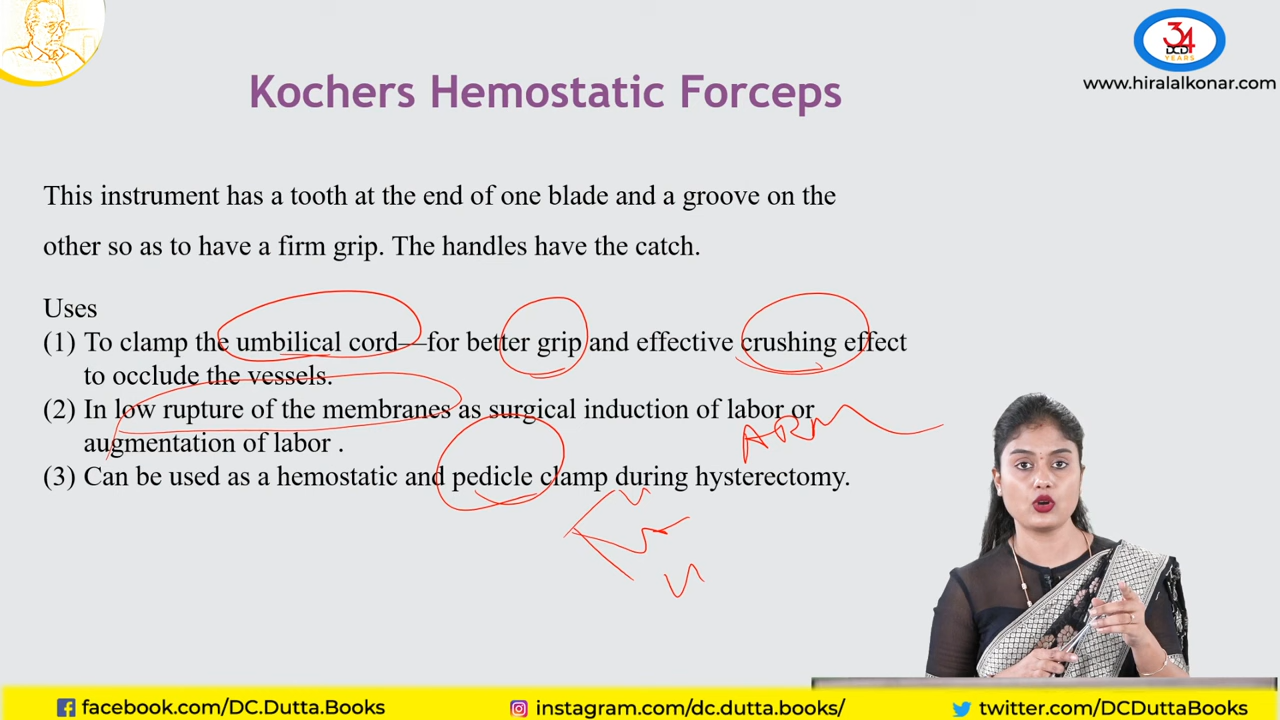 34
DCD
YEARS
www.hiralalkonar.com
Kochers Hemostatic Forceps
This instrument has a tooth at the end of one blade and a groove on the
other so as to have a firm grip. The handles have the catch.
Uses
(1) To clamp the umbilical cord—for better grip and effective crushing effect
to occlude the vessels.
(2) In low rupture of the membranes as surgical induction of labor or
augmentation of labor .
ARM
(3) Can be used as a hemostatic and pedicle clamp during hysterectomy.
facebook.com/DC.Dutta.Books
instagram.com/dc.dutta.books/
twitter.com/DCDuttaBooks